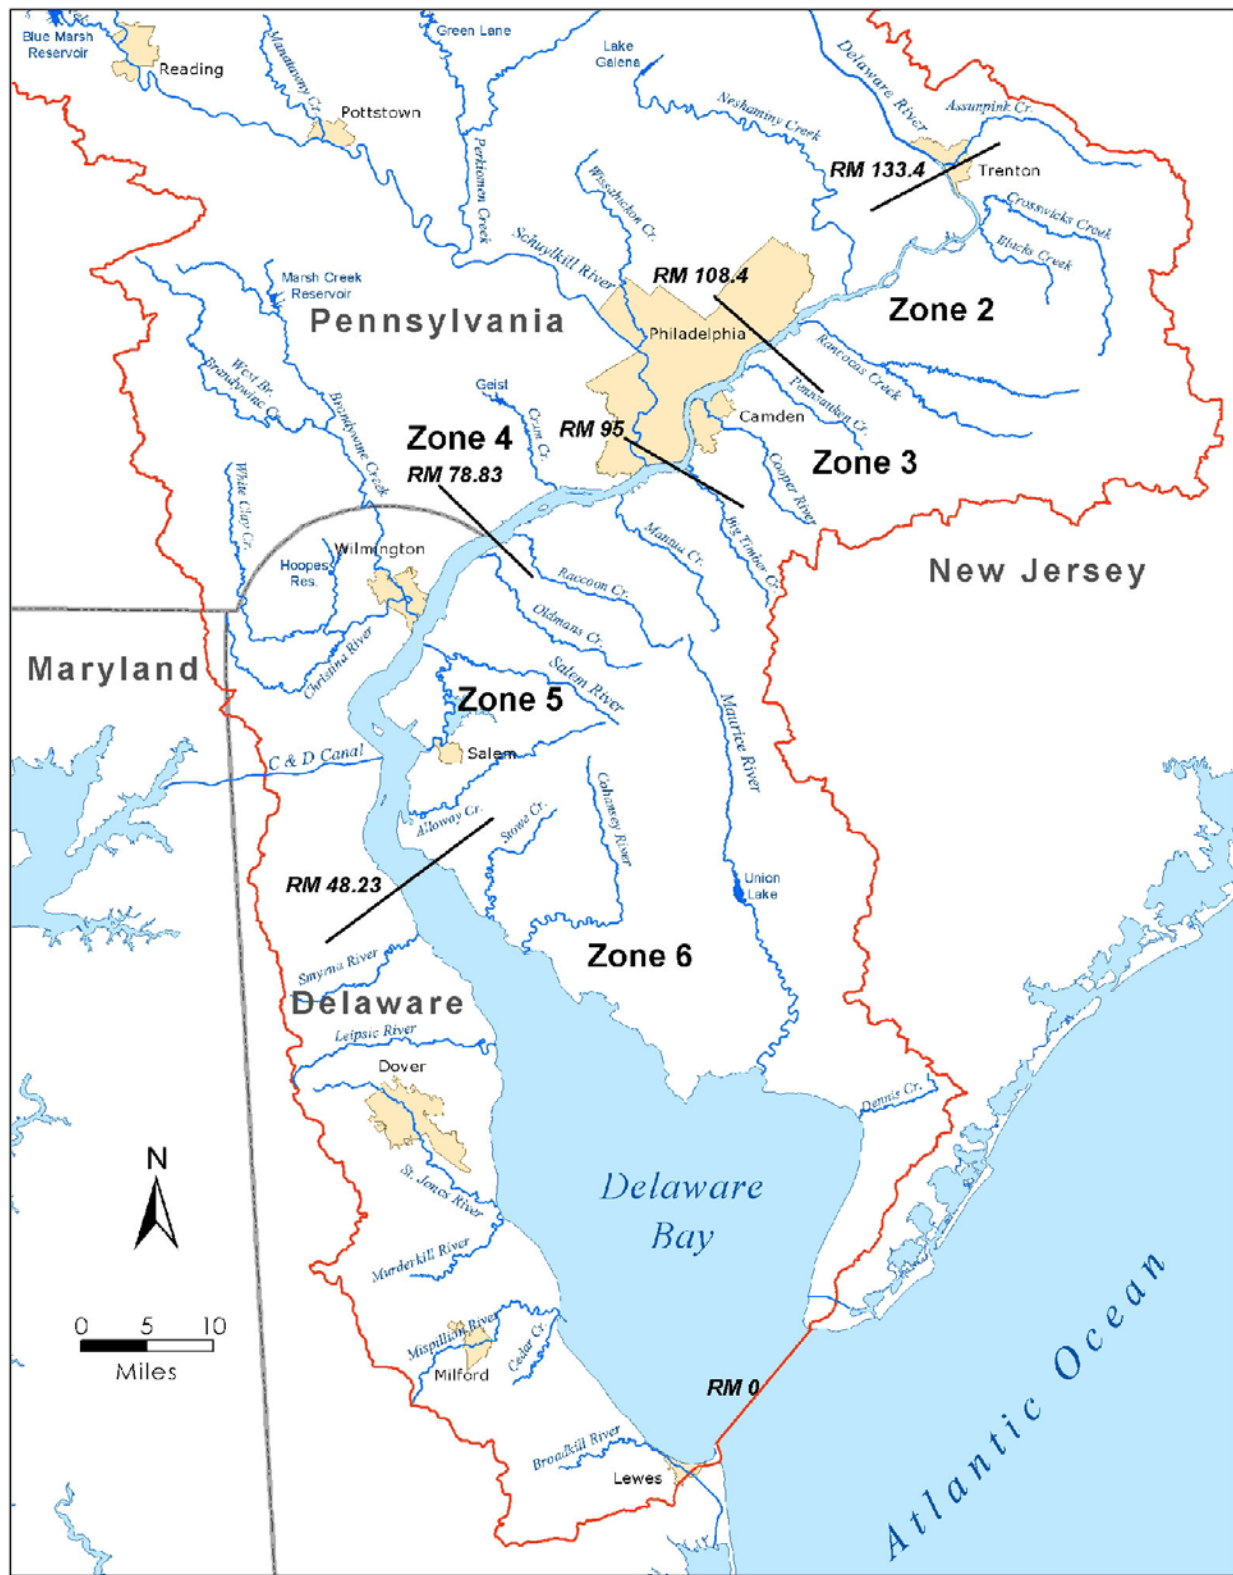 Creek
Blue Marsh
Reservoir
Reading
Manatawny Cr.
Pottstown
Green Lane
Perkiomen Creek
Lake
Galena
Neshaminy Creek
Delaware River
Assunpink Cr.
RM 133.4
Trenton
Wissahickon Cr.
Schuylkill River
Crosswicks Creek
Blacks Creek
RM 108.4
Marsh Creek
Reservoir
Pennsylvania
Zone 2
Philadelphia
Rancocas Creek
Pennsauken Cr.
West Br.
Brandywine Cr.
Brandywine Creek
Geist
Crum Cr.
Camden
RM 95
Zone 4
RM 78.83
Zone 3
Cooper River
White Clay Cr.
Big Timber Cr.
Mantua Cr.
Wilmington
Hoopes
Res.
Raccoon Cr.
New Jersey
Oldmans Cr.
Christina River
Maryland
Salem River
Zone 5
Maurice River
Salem
C & D Canal
Alloway Cr.
Stowe Cr.
Cohansey River
RM 48.23
Union
Lake
Zone 6
Smyrna River
Delaware
Leipsic River
Dover
Dennis Cr.
N
St. Jones River
Delaware
Bay
Murderkill River
0 5 10
Miles
Mispillion River
Cedar Cr.
Milford
RM 0
Atlantic Ocean
Broadkill River
Lewes